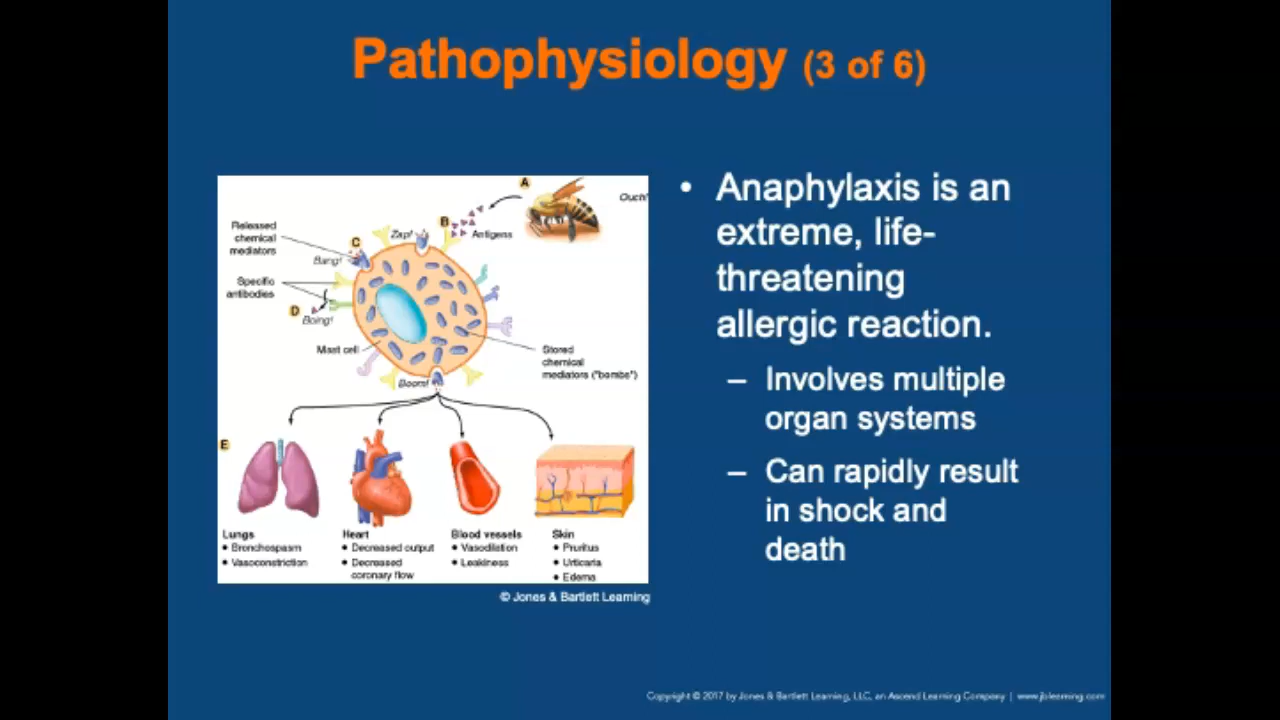 Pathophysiology (3 of 6)
A
Ouch!
B
Antigens
Zap!
Released
chemical
mediators
C
Bang!
Specific
antibodies
D
Boing!
Mast cell
Stored
chemical
mediators ("bombs")
Boom!
E
Lungs
• Bronchospasm
• Vasoconstriction
Heart
• Decreased output
• Decreased
coronary flow
Blood vessels
• Vasodilation
• Leakiness
Skin
• Pruritus
• Urticaria
• Edema
© Jones & Bartlett Learning
• Anaphylaxis is an
extreme, life-
threatening
allergic reaction.
– Involves multiple
organ systems
– Can rapidly result
in shock and
death
Copyright © 2017 by Jones & Bartlett Learning, LLC, an Ascend Learning Company | www.jblearning.com